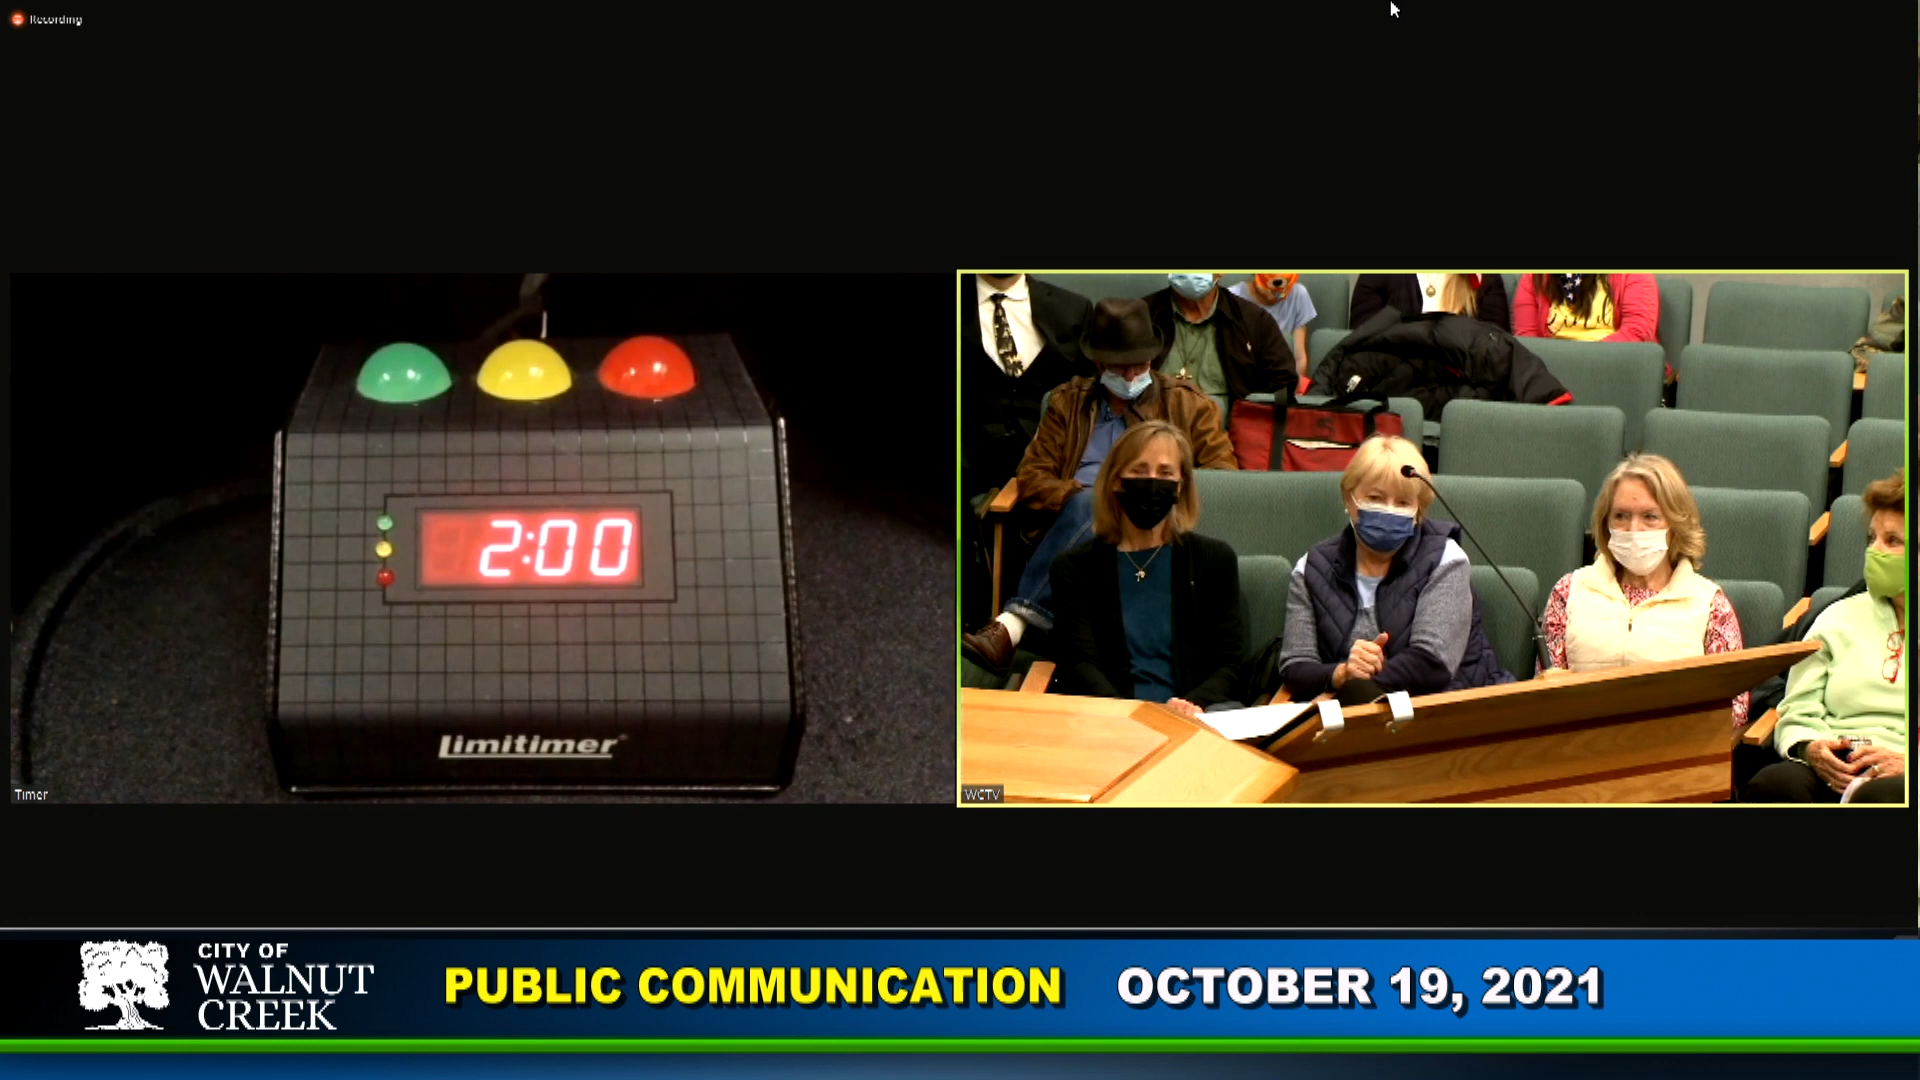 Recording
2:00
Limitimer
Timer
WCTV
CITY OF
WALNUT
CREEK
PUBLIC COMMUNICATION OCTOBER 19, 2021